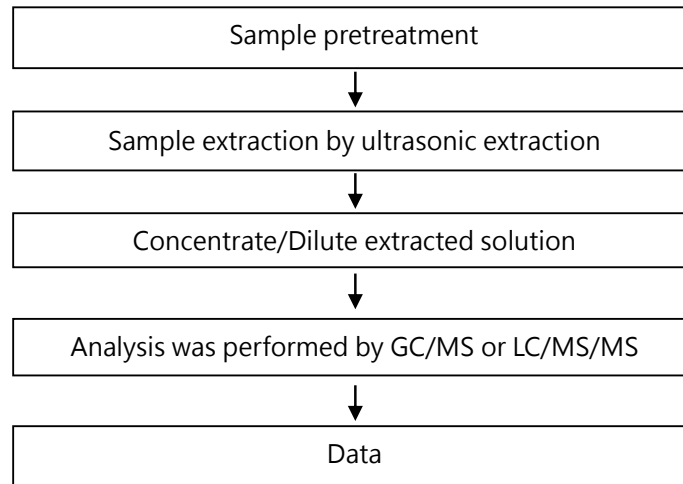 Sample pretreatment
Sample extraction by ultrasonic extraction
Concentrate/Dilute extracted solution
Analysis was performed by GC/MS or LC/MS/MS
Data